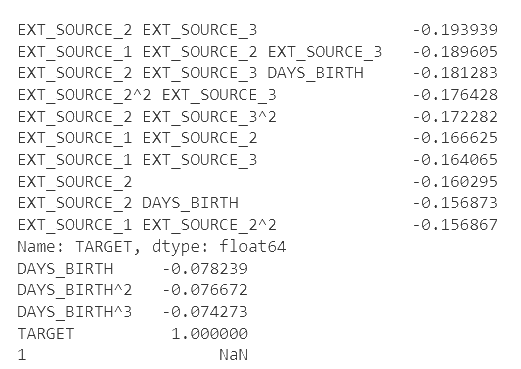 EXT_SOURCE_2 EXT_SOURCE_3 -0.193939
EXT_SOURCE_1 EXT_SOURCE_2 EXT_SOURCE_3 -0.189605
EXT_SOURCE_2 EXT_SOURCE_3 DAYS_BIRTH -0.181283
EXT_SOURCE_2^2 EXT_SOURCE_3 -0.176428
EXT_SOURCE_2 EXT_SOURCE_3^2 -0.172282
EXT_SOURCE_1 EXT_SOURCE_2 -0.166625
EXT_SOURCE_1 EXT_SOURCE_3 -0.164065
EXT_SOURCE_2 -0.160295
EXT_SOURCE_2 DAYS_BIRTH -0.156873
EXT_SOURCE_1 EXT_SOURCE_2^2 -0.156867
Name: TARGET, dtype: float64
DAYS_BIRTH -0.078239
DAYS_BIRTH^2 -0.076672
DAYS_BIRTH^3 -0.074273
TARGET 1.000000
1 NaN